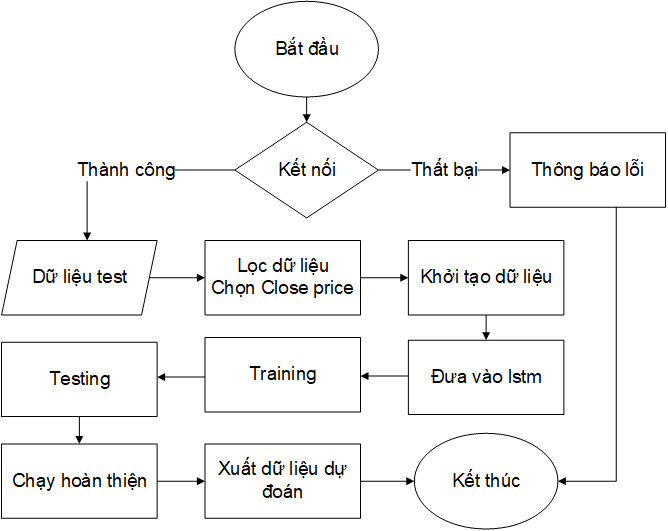 Bắt đầu
Thành công
Kết nối
Thất bại
Thông báo lỗi
Dữ liệu test
Lọc dữ liệu
Chọn Close price
Khởi tạo dữ liệu
Đưa vào lstm
Training
Testing
Chạy hoàn thiện
Xuất dữ liệu dự
đoán
Kết thúc